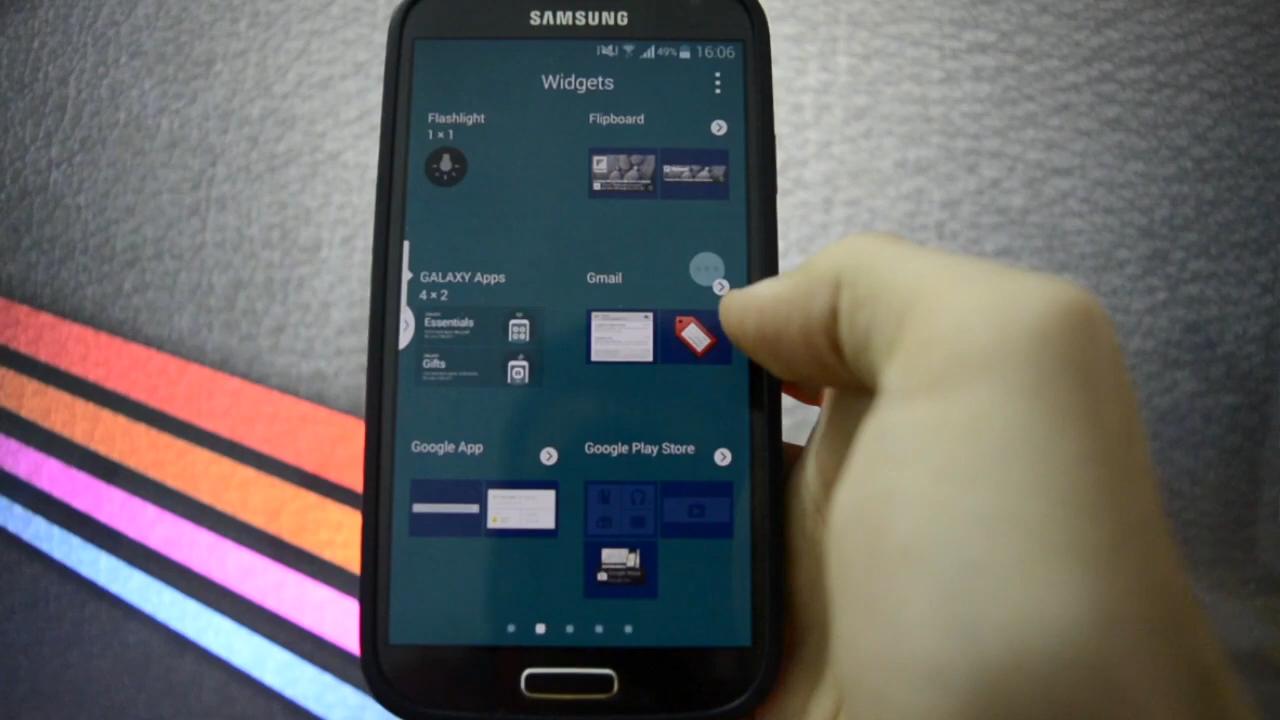 SAMSUNG
49% 16:06
Widgets
Flashlight
1 × 1
Flipboard
GALAXY Apps
4 × 2
Gmail
Essentials
Gifts
Google App
Google Play Store